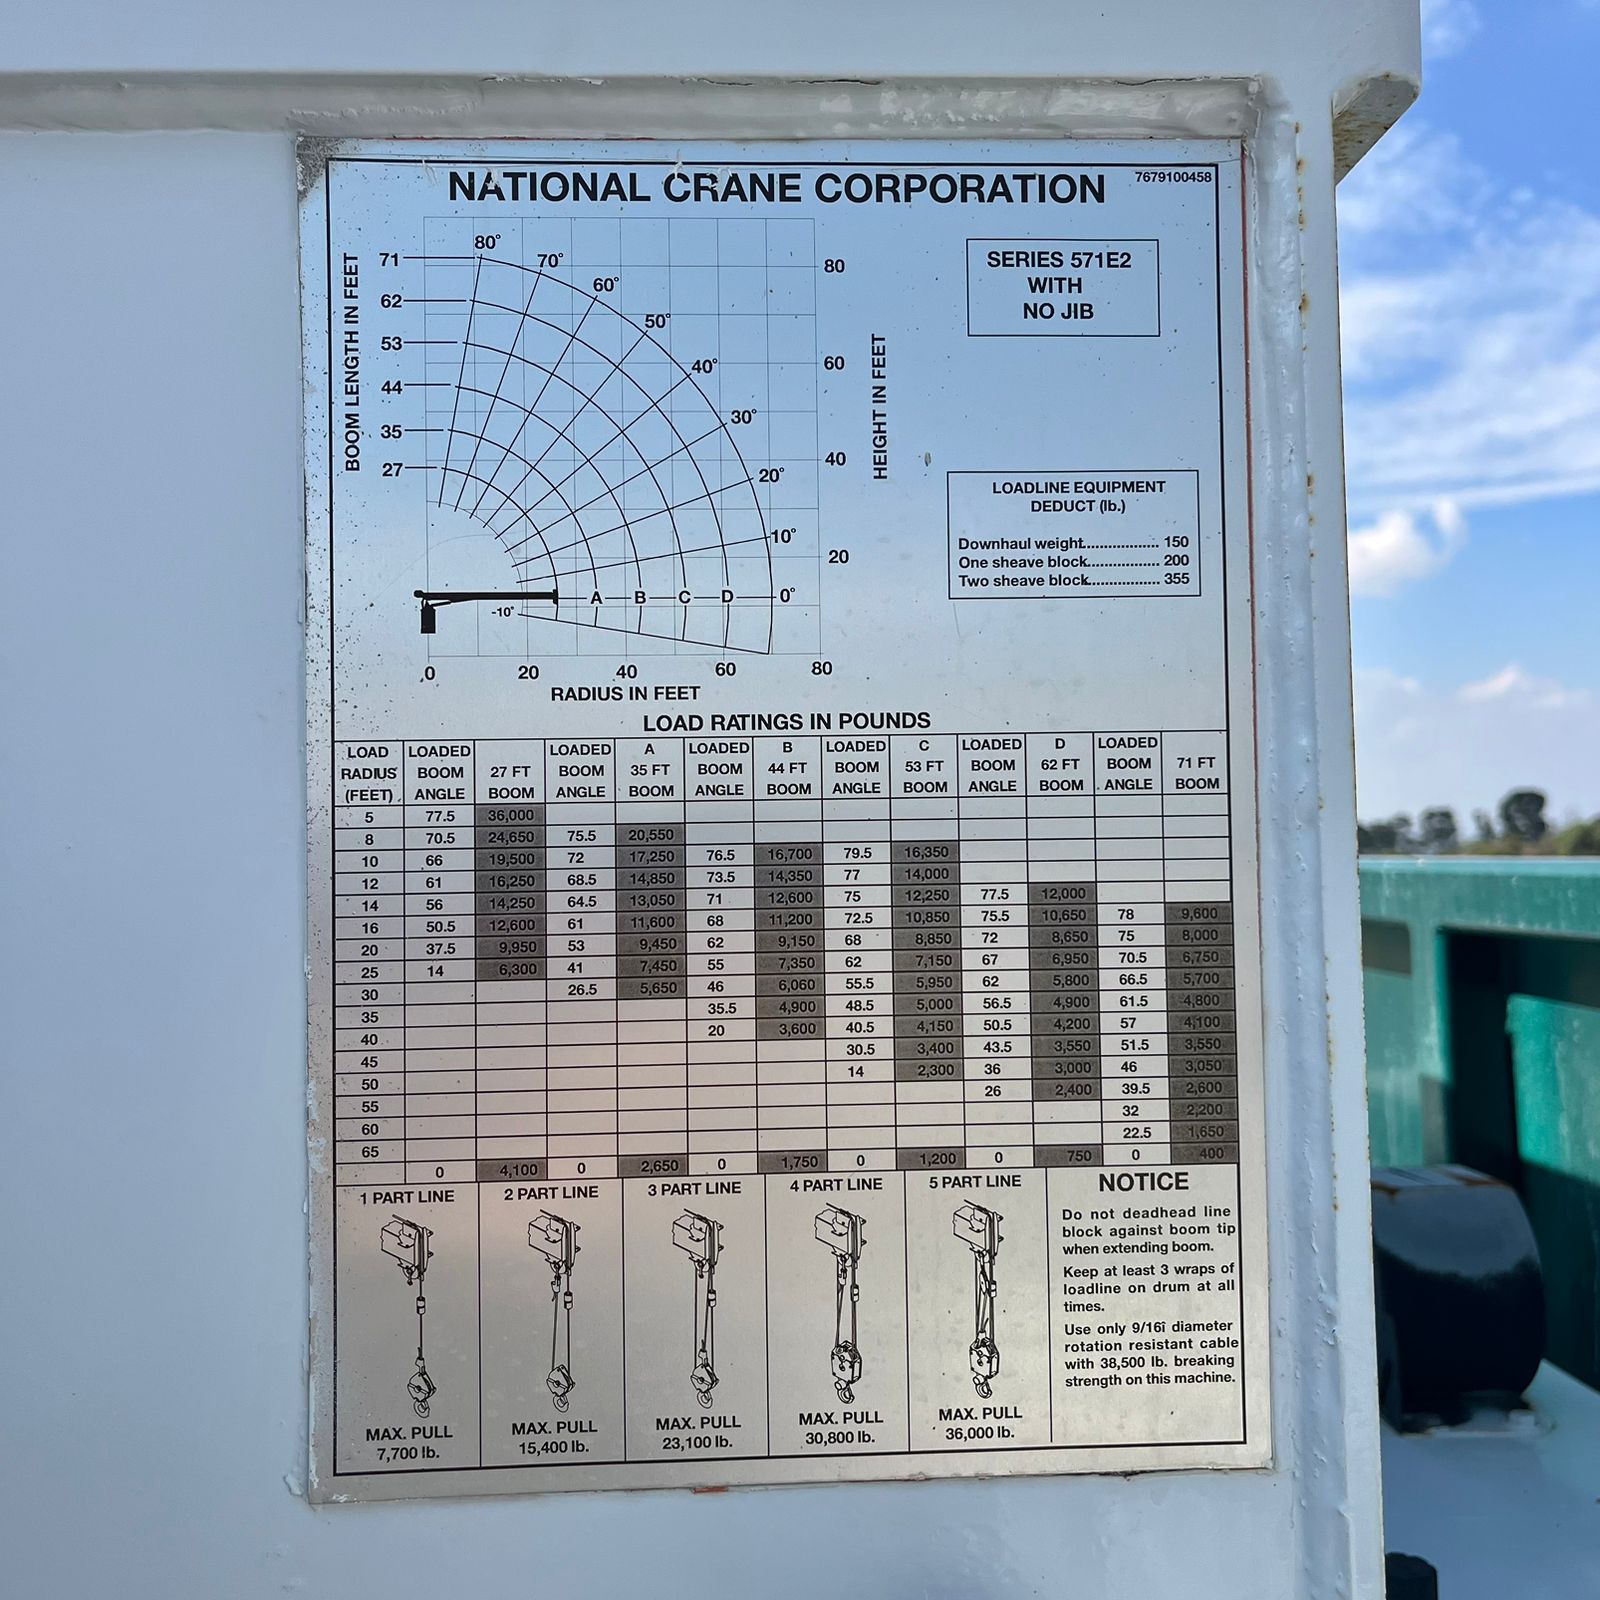 NATIONAL CRANE CORPORATION
7679100458
BOOM LENGTH IN FEET
71
62
53
44
35
27
80°
70°
60°
50°
40°
30°
20°
10°
0°
-10°
A B C D
80
60
40
20
HEIGHT IN FEET
0 20 40 60 80
RADIUS IN FEET
SERIES 571E2
WITH
NO JIB
LOADLINE EQUIPMENT
DEDUCT (lb.)
Downhaul weight.................. 150
One sheave block................. 200
Two sheave block................. 355
LOAD RATINGS IN POUNDS
LOAD LOADED LOADED A LOADED B LOADED C LOADED D LOADED
RADIUS BOOM 27 FT BOOM 35 FT BOOM 44 FT BOOM 53 FT BOOM 62 FT BOOM 71 FT
(FEET) ANGLE BOOM ANGLE BOOM ANGLE BOOM ANGLE BOOM ANGLE BOOM ANGLE BOOM
5 77.5 36,000
8 70.5 24,650 75.5 20,550
10 66 19,500 72 17,250 76.5 16,700 79.5 16,350
12 61 16,250 68.5 14,850 73.5 14,350 77 14,000
14 56 14,250 64.5 13,050 71 12,600 75 12,250 77.5 12,000
16 50.5 12,600 61 11,600 68 11,200 72.5 10,850 75.5 10,650 78 9,600
20 37.5 9,950 53 9,450 62 9,150 68 8,850 72 8,650 75 8,000
25 14 6,300 41 7,450 55 7,350 62 7,150 67 6,950 70.5 6,750
30 26.5 5,650 46 6,060 55.5 5,950 62 5,800 66.5 5,700
35 35.5 4,900 48.5 5,000 56.5 4,900 61.5 4,800
40 20 3,600 40.5 4,150 50.5 4,200 57 4,100
45 30.5 3,400 43.5 3,550 51.5 3,550
50 14 2,300 36 3,000 46 3,050
55 26 2,400 39.5 2,600
60 32 2,200
65 22.5 1,650
0 4,100 0 2,650 0 1,750 0 1,200 0 750 0 400
1 PART LINE
MAX. PULL
7,700 lb.
2 PART LINE
MAX. PULL
15,400 lb.
3 PART LINE
MAX. PULL
23,100 lb.
4 PART LINE
MAX. PULL
30,800 lb.
5 PART LINE
MAX. PULL
36,000 lb.
NOTICE
Do not deadhead line
block against boom tip
when extending boom.
Keep at least 3 wraps of
loadline on drum at all
times.
Use only 9/16î diameter
rotation resistant cable
with 38,500 lb. breaking
strength on this machine.